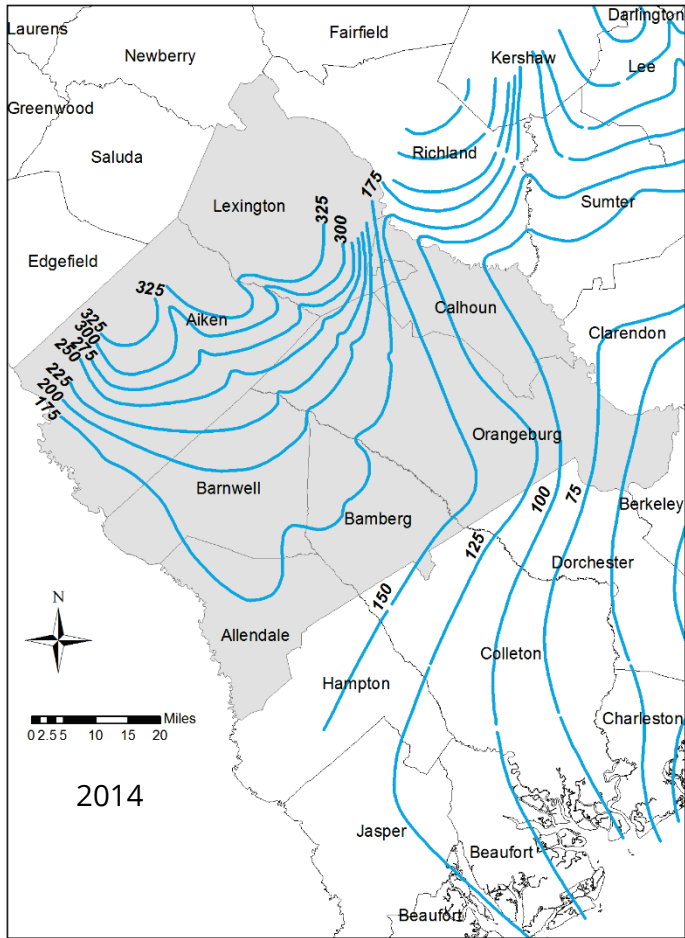 Laurens
Newberry
Fairfield
Darlington
Kershaw
Lee
Greenwood
Saluda
Richland
175
Lexington
325
300
Sumter
Edgefield
325
Aiken
Calhoun
325
300
275
250
225
200
175
Clarendon
Orangeburg
Barnwell
Bamberg
100
75
Berkeley
125
Dorchester
150
N
Allendale
Colleton
Hampton
Miles
0 2.5 5 10 15 20
Charleston
2014
Jasper
Beaufort
Beaufort